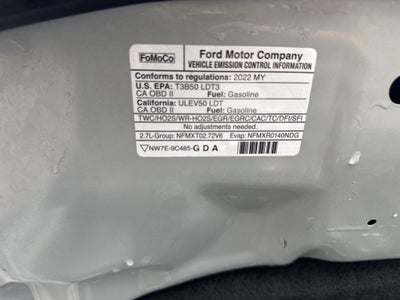 FoMoCo
Ford Motor Company
VEHICLE EMISSION CONTROL INFORMATION
Conforms to regulations: 2022 MY
U.S. EPA: T3B50 LDT3
CA OBD II Fuel: Gasoline
California: ULEV50 LDT
CA OBD II Fuel: Gasoline
TWC/HO2S/WR-HO2S/EGR/EGRC/CAC/TC/DFI/SFI
No adjustments needed.
2.7L-Group: NFMXT02.72V6 Evap: NFMXR0140NDG
NW7E-9C485-G D A